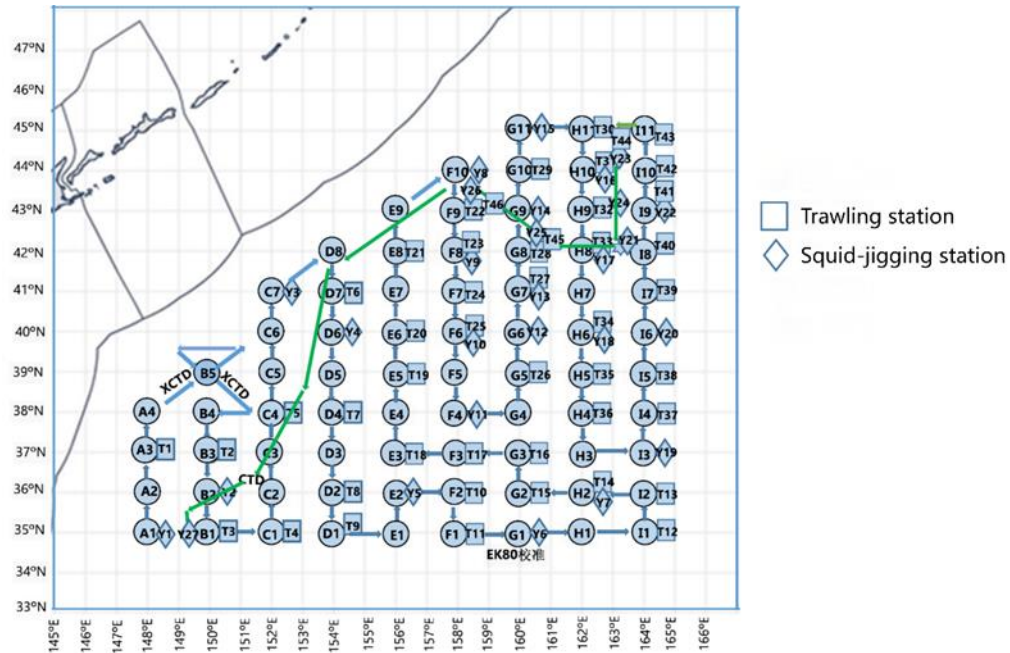 47°N
46°N
45°N
G11 Y15 H11 T30 I11 T43
T44
44°N
F10 Y8 G10 T29 H10 T3 Y23 I10 T42
Y26 Y16 T41
43°N
E9 F9 T22 T46 G9 Y14 H9 T32 Y24 I9 Y22
Y25 T45 T33 Y21
42°N
D8 E8 T21 F8 T23 Y9 G8 T28 H8 Y17 I8 T40
41°N
C7 Y3 D7 T6 E7 F7 T24 G7 T27 Y13 H7 I7 T39
40°N
C6 D6 Y4 E6 T20 F6 T25 Y10 G6 Y12 H6 T34 Y18 I6 Y20
39°N
XCTD B5 XCTD C5 D5 E5 T19 F5 G5 T26 H5 T35 I5 T38
38°N
A4 B4 C4 T5 D4 T7 E4 F4 Y11 G4 H4 T36 I4 T37
37°N
A3 T1 B3 T2 C3 D3 E3 T18 F3 T17 G3 T16 H3 I3 Y19
CTD
36°N
A2 B2 Y2 C2 D2 T8 E2 Y5 F2 T10 G2 T15 H2 T14 Y7 I2 T13
35°N
A1 Y1 Y27 B1 T3 C1 T4 D1 T9 E1 F1 T11 G1 Y6 H1 I1 T12
EK80校准
34°N
33°N
145°E
146°E
147°E
148°E
149°E
150°E
151°E
152°E
153°E
154°E
155°E
156°E
157°E
158°E
159°E
160°E
161°E
162°E
163°E
164°E
165°E
166°E
Trawling station
Squid-jigging station